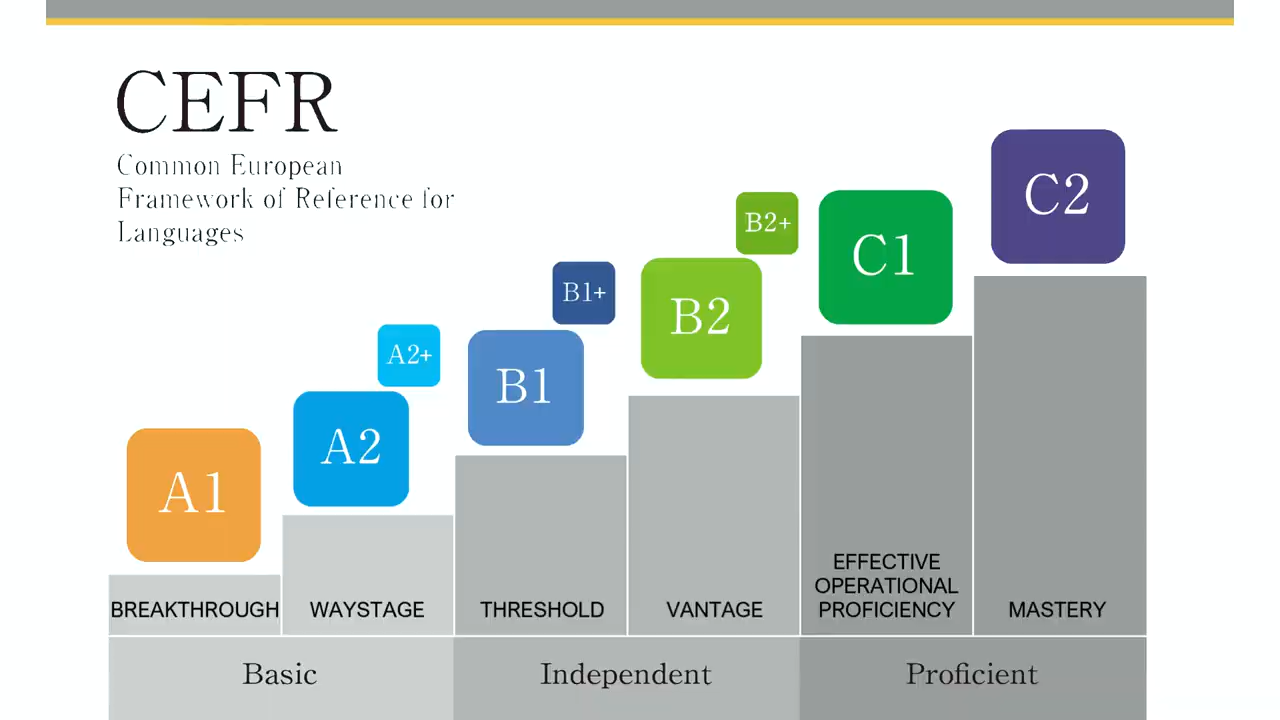 CEFR
Common European
Framework of Reference for
Languages
A1
A2
A2+
B1
B1+
B2
B2+
C1
C2
BREAKTHROUGH
WAYSTAGE
THRESHOLD
VANTAGE
EFFECTIVE
OPERATIONAL
PROFICIENCY
MASTERY
Basic
Independent
Proficient